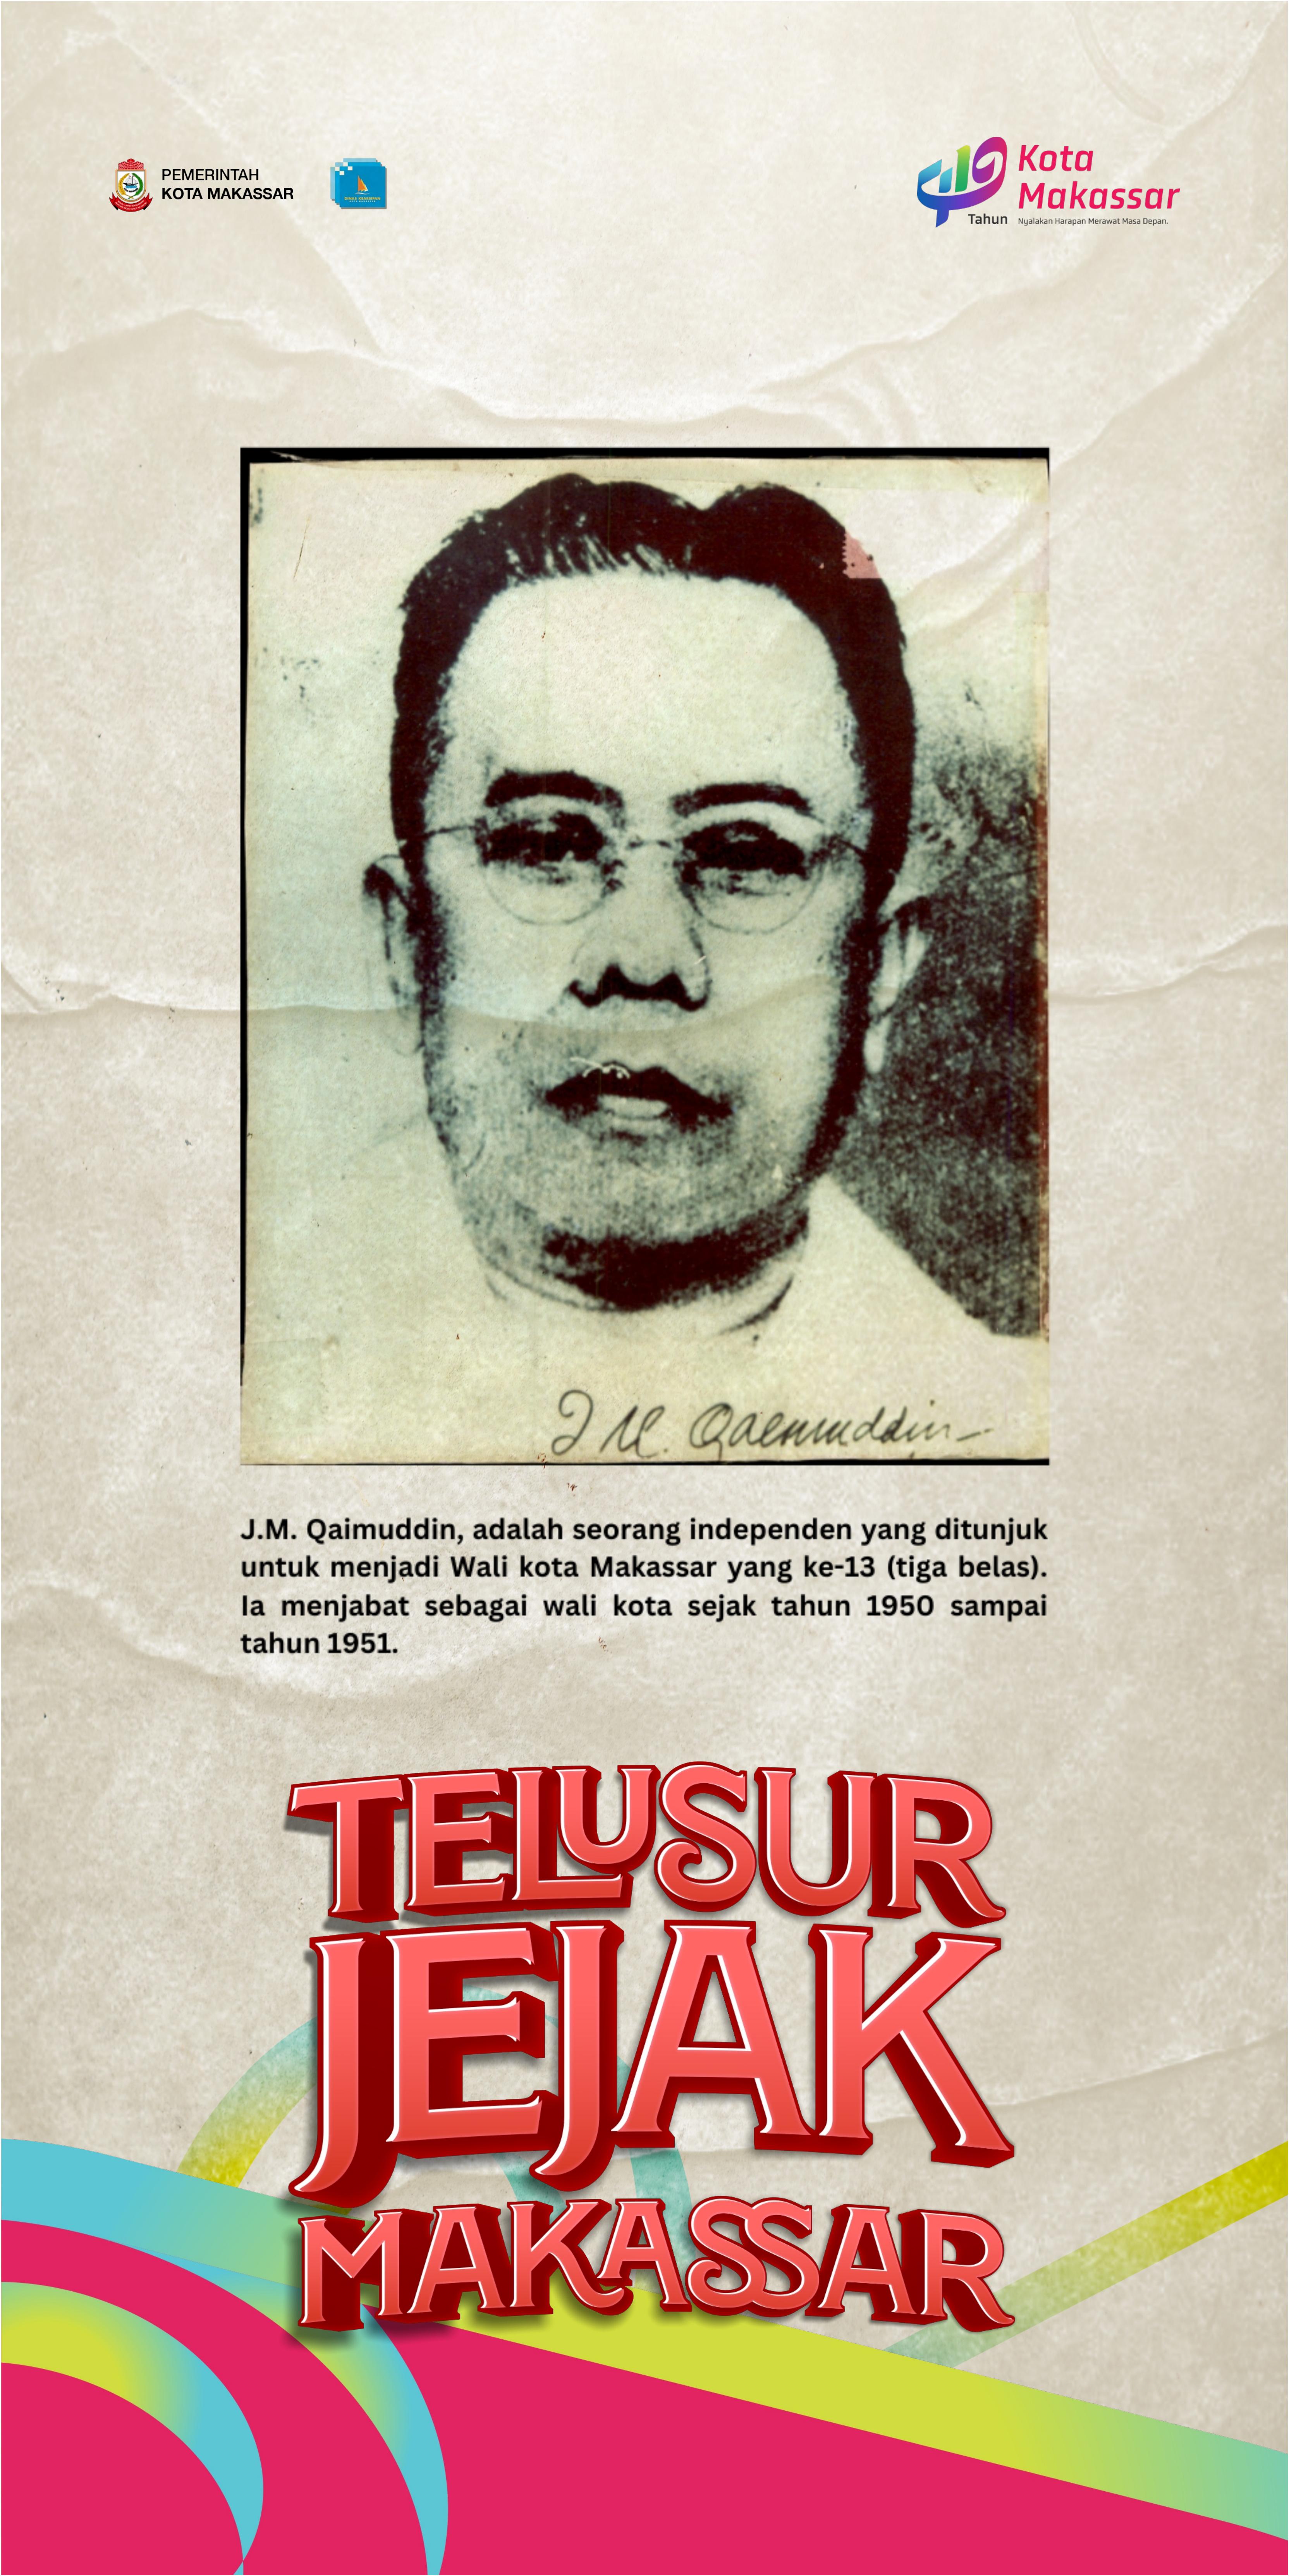 PEMERINTAH
KOTA MAKASSAR
419
Kota
Makassar
Tahun Nyalakan Harapan Merawat Masa Depan.
J.M. Qaimuddin, adalah seorang independen yang ditunjuk
untuk menjadi Wali kota Makassar yang ke-13 (tiga belas).
Ia menjabat sebagai wali kota sejak tahun 1950 sampai
tahun 1951.
TELUSUR
JEJAK
MAKASSAR